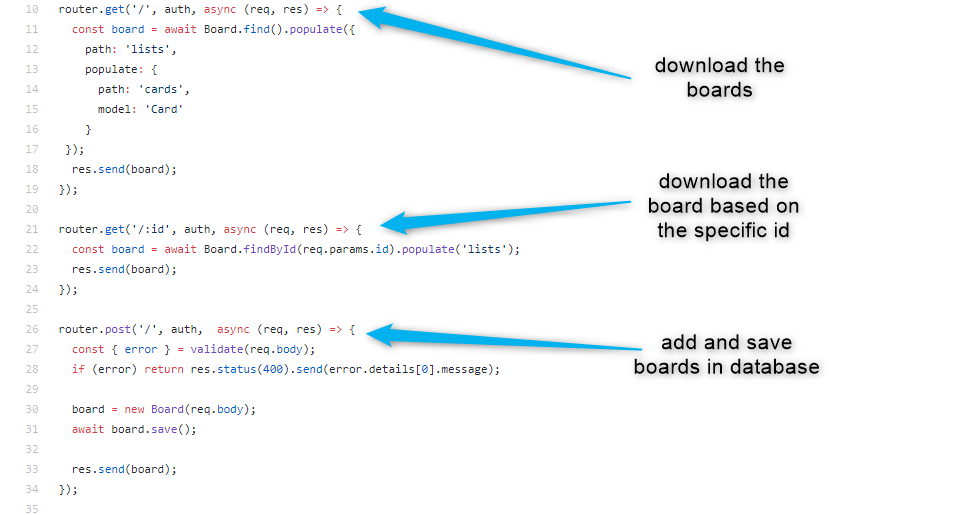 10 router.get('/', auth, async (req, res) => {
11 const board = await Board.find().populate({
12 path: 'lists',
13 populate: {
14 path: 'cards',
15 model: 'Card'
16 }
17 });
18 res.send(board);
19 });
20
21 router.get('/:id', auth, async (req, res) => {
22 const board = await Board.findById(req.params.id).populate('lists');
23 res.send(board);
24 });
25
26 router.post('/', auth,  async (req, res) => {
27 const { error } = validate(req.body);
28 if (error) return res.status(400).send(error.details[0].message);
29
30 board = new Board(req.body);
31 await board.save();
32
33 res.send(board);
34 });
35
download the
boards
download the
board based on
the specific id
add and save
boards in database